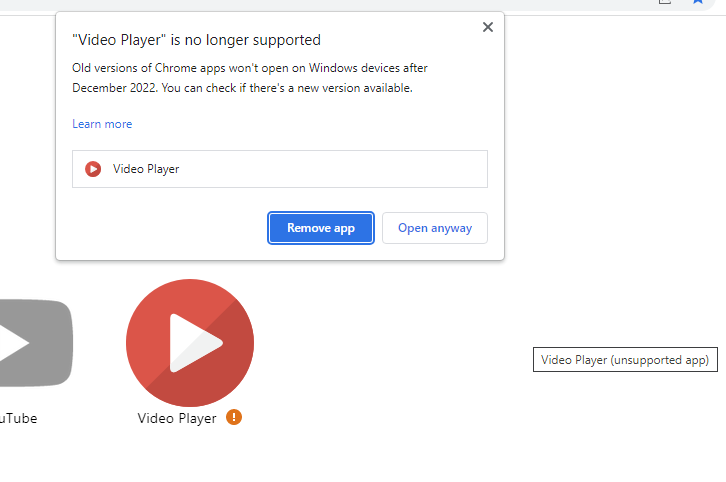 "Video Player" is no longer supported
Old versions of Chrome apps won't open on Windows devices after
December 2022. You can check if there's a new version available.
Learn more
Video Player
Remove app
Open anyway
Video Player (unsupported app)
uTube
Video Player